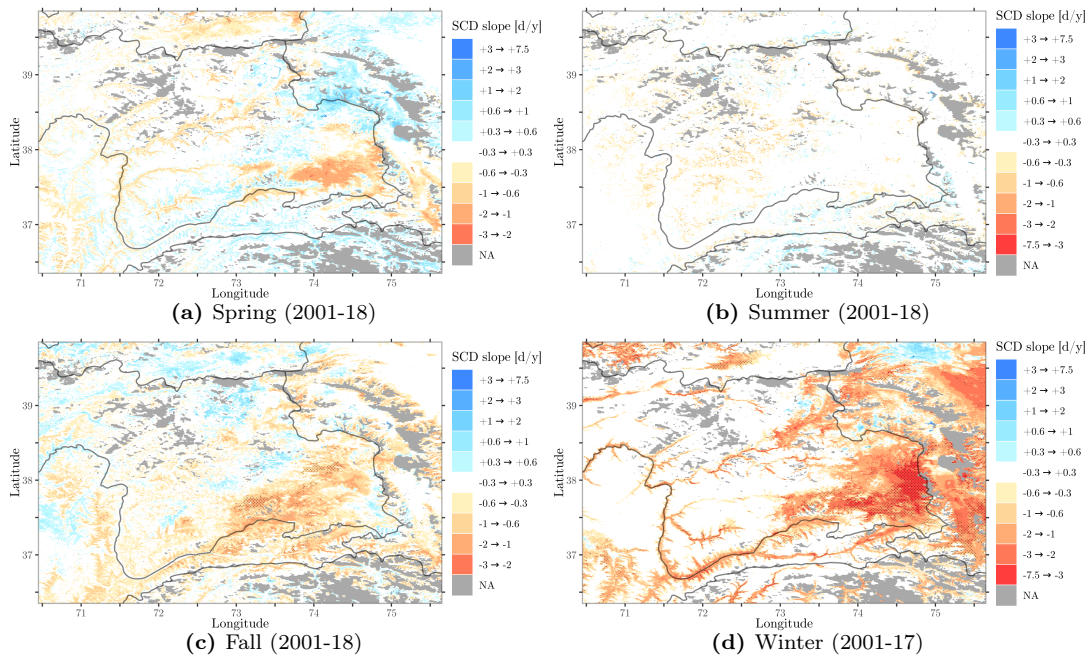 SCD slope [d/y]
+3 → +7.5
+2 → +3
+1 → +2
+0.6 → +1
+0.3 → +0.6
-0.3 → +0.3
-0.6 → -0.3
-1 → -0.6
-2 → -1
-3 → -2
NA
39
38
37
Latitude
71 72 73 74 75
Longitude
(a) Spring (2001-18)
SCD slope [d/y]
+3 → +7.5
+2 → +3
+1 → +2
+0.6 → +1
+0.3 → +0.6
-0.3 → +0.3
-0.6 → -0.3
-1 → -0.6
-2 → -1
-3 → -2
-7.5 → -3
NA
39
38
37
Latitude
71 72 73 74 75
Longitude
(b) Summer (2001-18)
SCD slope [d/y]
+3 → +7.5
+2 → +3
+1 → +2
+0.6 → +1
+0.3 → +0.6
-0.3 → +0.3
-0.6 → -0.3
-1 → -0.6
-2 → -1
-3 → -2
NA
39
38
37
Latitude
71 72 73 74 75
Longitude
(c) Fall (2001-18)
SCD slope [d/y]
+3 → +7.5
+2 → +3
+1 → +2
+0.6 → +1
+0.3 → +0.6
-0.3 → +0.3
-0.6 → -0.3
-1 → -0.6
-2 → -1
-3 → -2
-7.5 → -3
NA
39
38
37
Latitude
71 72 73 74 75
Longitude
(d) Winter (2001-17)